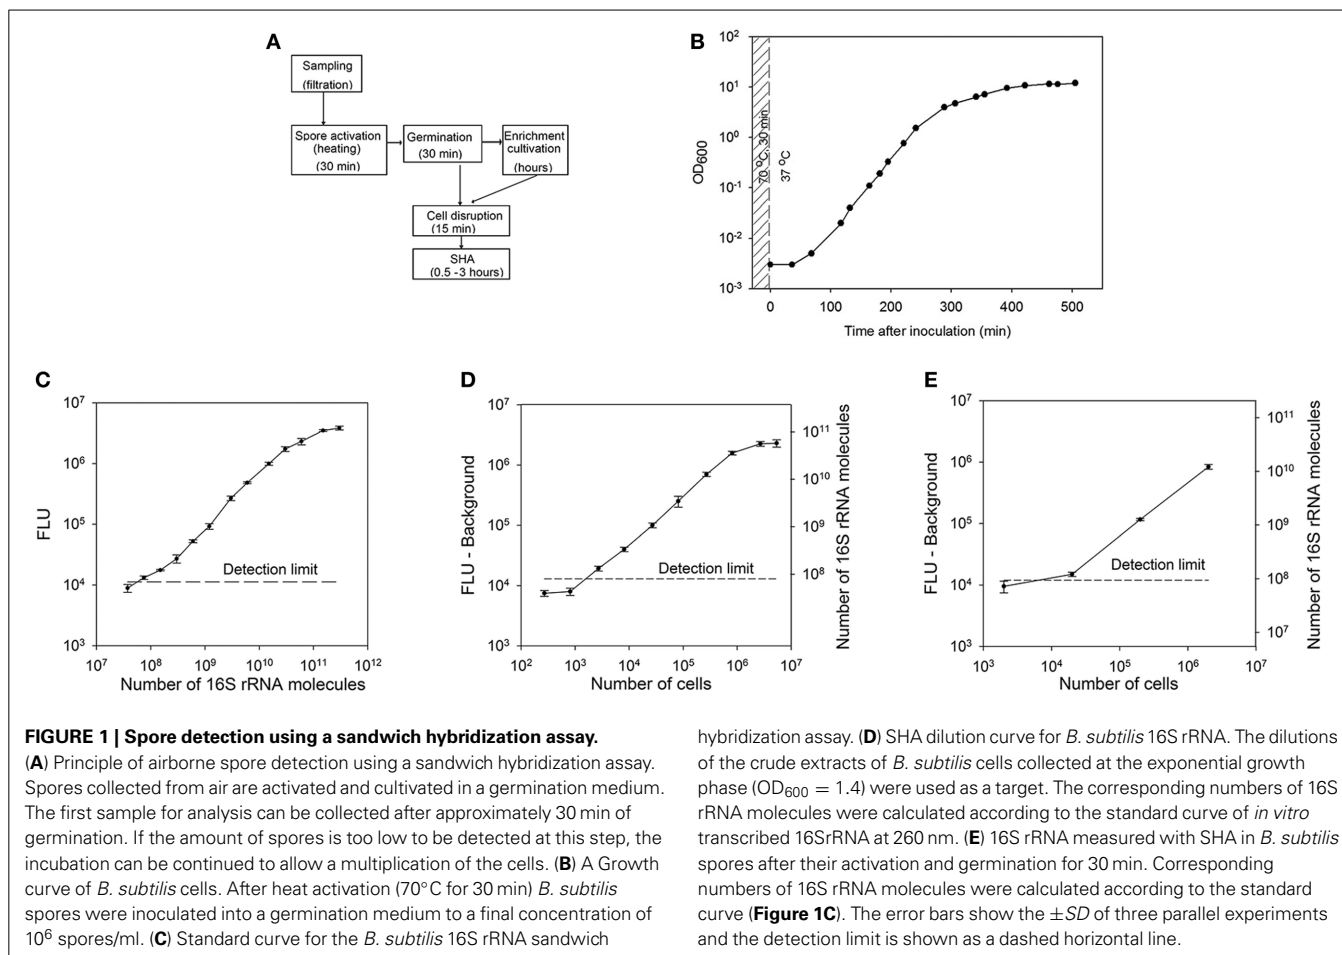 A
Sampling
(filtration)
Spore activation
(heating)
(30 min)
Germination
(30 min)
Enrichment
cultivation
(hours)
Cell disruption
(15 min)
SHA
(0.5 -3 hours)
B
10²
10¹
10⁰
10⁻¹
10⁻²
10⁻³
OD600
70 °C, 30 min
37 °C
0 100 200 300 400 500
Time after inoculation (min)
C
10⁷
10⁶
10⁵
10⁴
10³
FLU
Detection limit
10⁷ 10⁸ 10⁹ 10¹⁰ 10¹¹ 10¹²
Number of 16S rRNA molecules
D
10⁷
10⁶
10⁵
10⁴
10³
FLU - Background
Detection limit
10¹¹
10¹⁰
10⁹
10⁸
Number of 16S rRNA molecules
10² 10³ 10⁴ 10⁵ 10⁶ 10⁷
Number of cells
E
10⁷
10⁶
10⁵
10⁴
10³
FLU - Background
Detection limit
10¹¹
10¹⁰
10⁹
10⁸
10⁷
Number of 16S rRNA molecules
10³ 10⁴ 10⁵ 10⁶ 10⁷
Number of cells
FIGURE 1 | Spore detection using a sandwich hybridization assay.
(A) Principle of airborne spore detection using a sandwich hybridization assay.
Spores collected from air are activated and cultivated in a germination medium.
The first sample for analysis can be collected after approximately 30 min of
germination. If the amount of spores is too low to be detected at this step, the
incubation can be continued to allow a multiplication of the cells. (B) A Growth
curve of B. subtilis cells. After heat activation (70°C for 30 min) B. subtilis
spores were inoculated into a germination medium to a final concentration of
10⁶ spores/ml. (C) Standard curve for the B. subtilis 16S rRNA sandwich
hybridization assay. (D) SHA dilution curve for B. subtilis 16S rRNA. The dilutions
of the crude extracts of B. subtilis cells collected at the exponential growth
phase (OD600 = 1.4) were used as a target. The corresponding numbers of 16S
rRNA molecules were calculated according to the standard curve of in vitro
transcribed 16SrRNA at 260 nm. (E) 16S rRNA measured with SHA in B. subtilis
spores after their activation and germination for 30 min. Corresponding
numbers of 16S rRNA molecules were calculated according to the standard
curve (Figure 1C). The error bars show the ±SD of three parallel experiments
and the detection limit is shown as a dashed horizontal line.